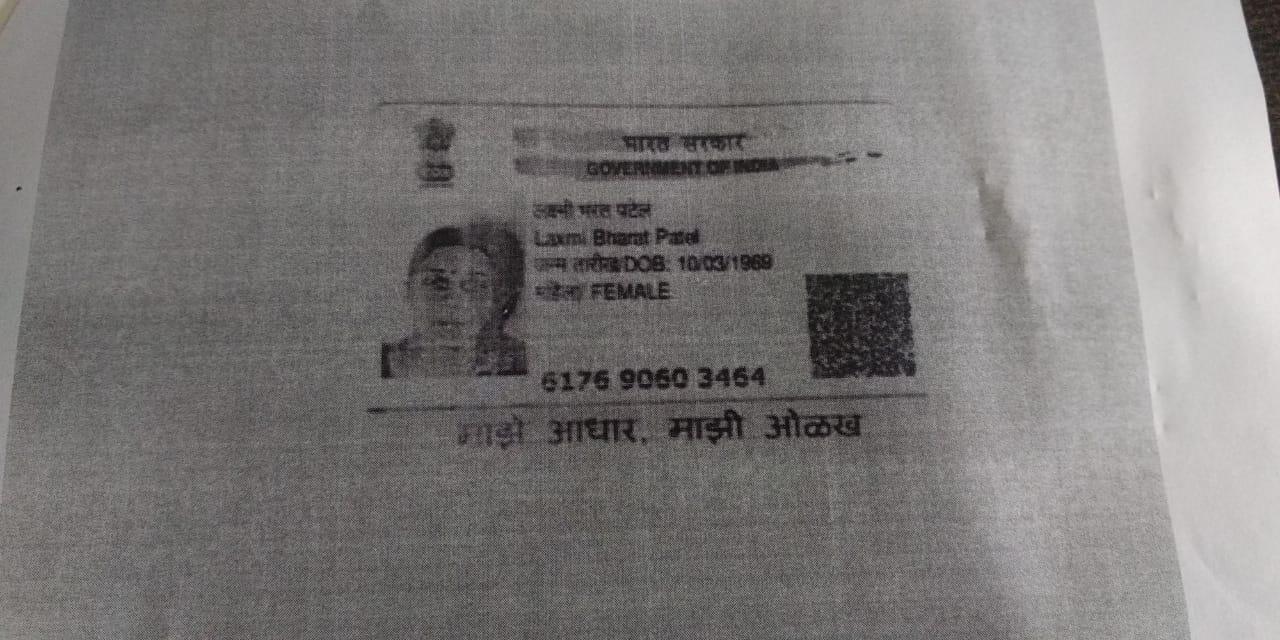 भारत सरकार
GOVERNMENT OF INDIA
लक्ष्मी भरत पटेल
Laxmi Bharat Patel
जन्म तारीख/DOB: 10/03/1969
महिला/ FEMALE
6176 9060 3464
माझे आधार, माझी ओळख